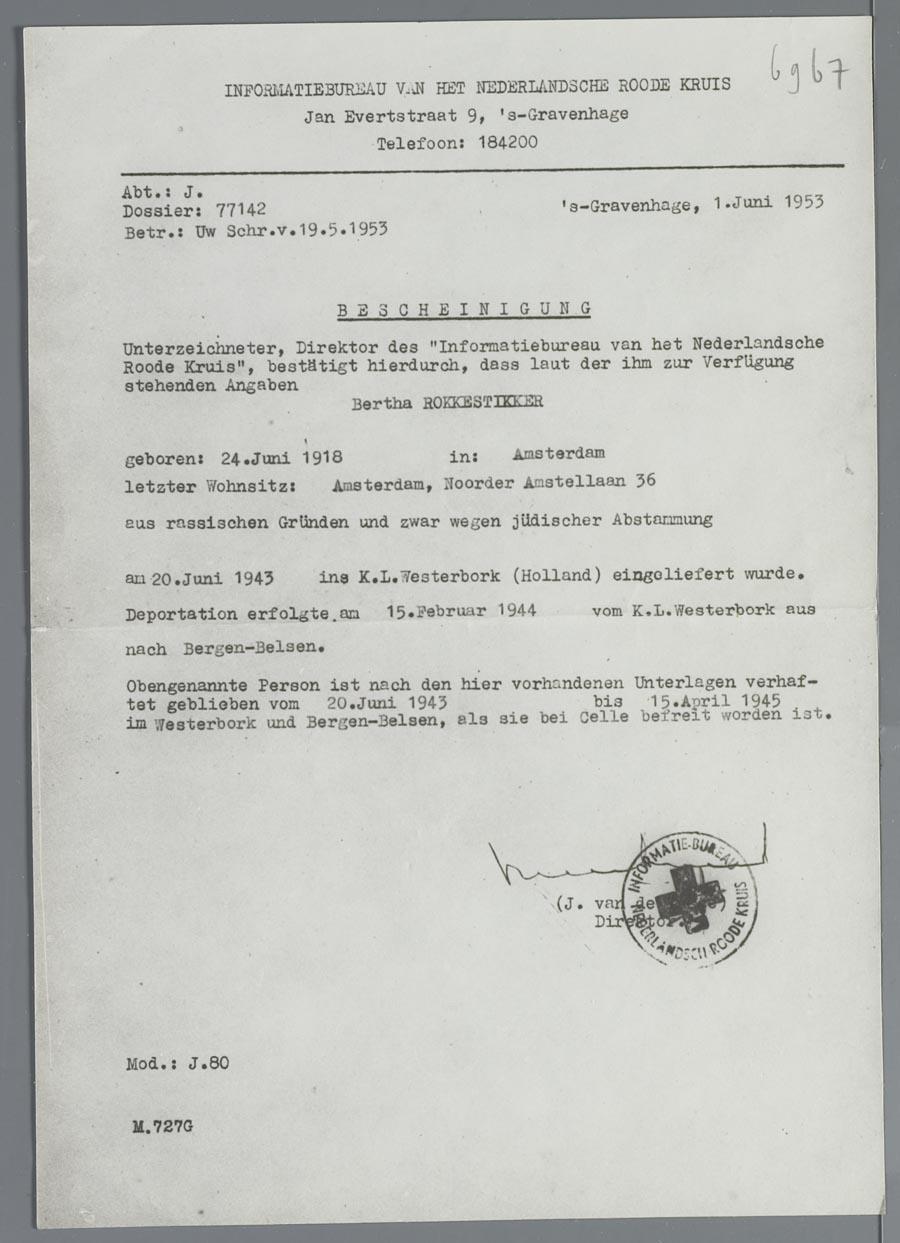 6967
INFORMATIEBUREAU VAN HET NEDERLANDSCHE ROODE KRUIS
Jan Evertstraat 9, 's-Gravenhage
Telefoon: 184200
Abt.: J.
Dossier: 77142
's-Gravenhage, 1.Juni 1953
Betr.: Uw Schr.v.19.5.1953
BESCHEINIGUNG
Unterzeichneter, Direktor des "Informatiebureau van het Nederlandsche
Roode Kruis", bestätigt hierdurch, dass laut der ihm zur Verfügung
stehenden Angaben
Bertha ROKKESTIKKER
geboren: 24.Juni 1918 in: Amsterdam
letzter Wohnsitz: Amsterdam, Noorder Amstellaan 36
aus rassischen Gründen und zwar wegen jüdischer Abstammung
am 20.Juni 1943 ins K.L.Westerbork (Holland) eingeliefert wurde.
Deportation erfolgte am 15.Februar 1944 vom K.L.Westerbork aus
nach Bergen-Belsen.
Obengenannte Person ist nach den hier vorhandenen Unterlagen verhaf-
tet geblieben vom 20.Juni 1943 bis 15.April 1945
im Westerbork und Bergen-Belsen, als sie bei Celle befreit worden ist.
(J. van de
Direktor.
INFORMATIE-BUREAU
NEDERLANDSCH ROODE KRUIS
Mod.: J.80
M.727G